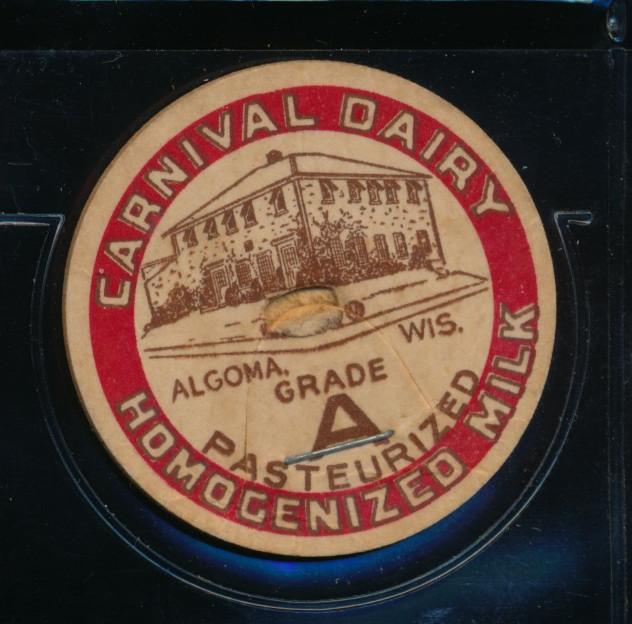 CARNIVAL DAIRY
ALGOMA, WIS.
GRADE
A
PASTEURIZED
HOMOGENIZED MILK